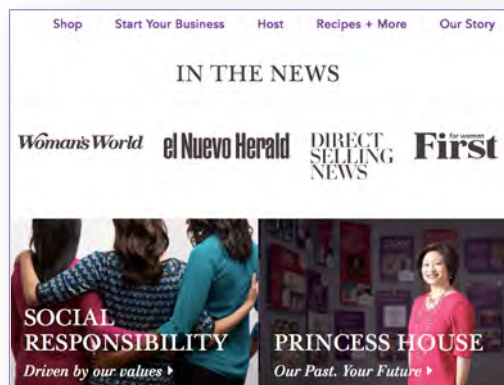 Shop Start Your Business Host Recipes + More Our Story
IN THE NEWS
Woman's World el Nuevo Herald DIRECT SELLING NEWS First for women
SOCIAL RESPONSIBILITY
Driven by our values
PRINCESS HOUSE
Our Past. Your Future